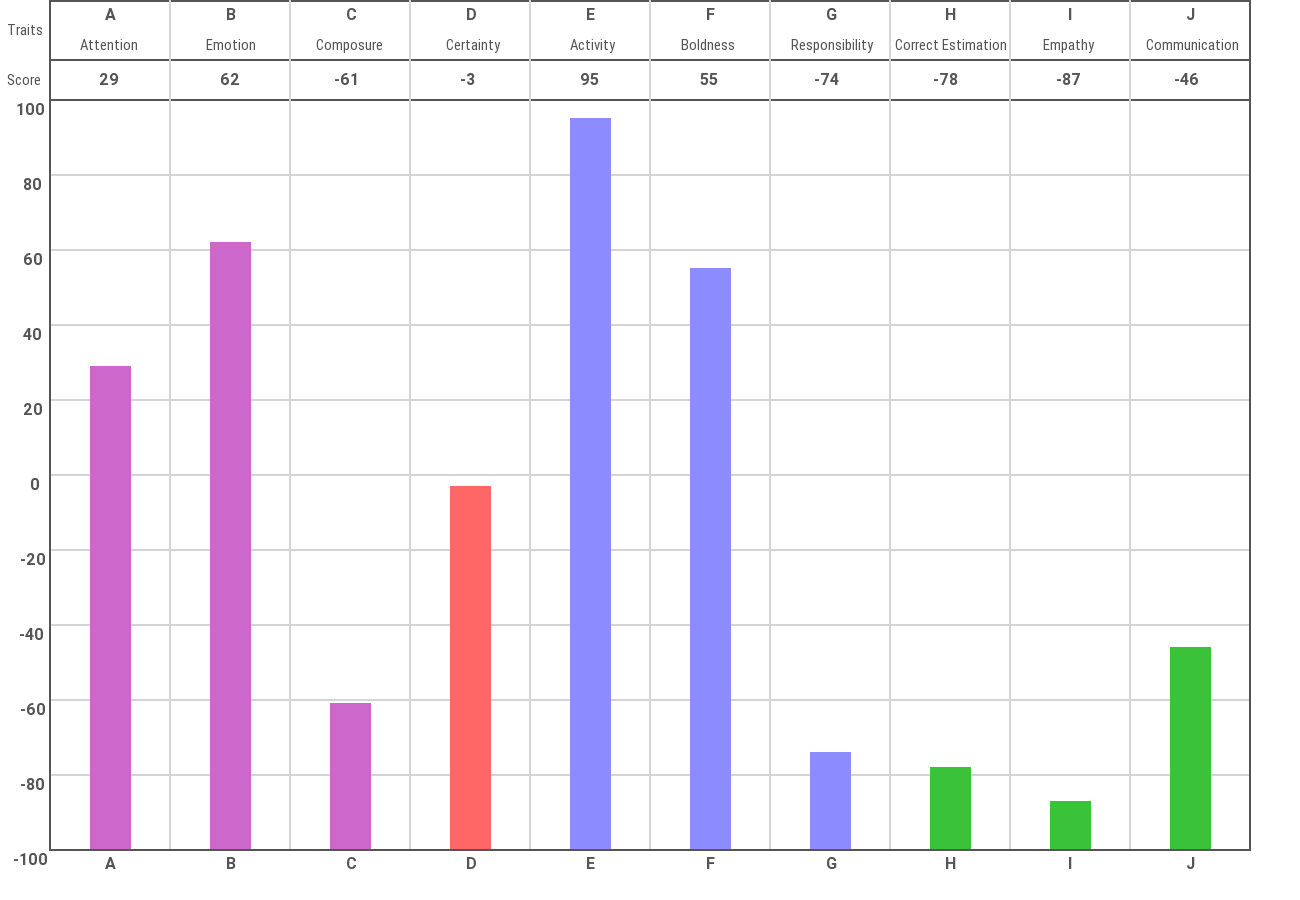 A B C D E F G H I J
Traits
Attention Emotion Composure Certainty Activity Boldness Responsibility Correct Estimation Empathy Communication
Score 29 62 -61 -3 95 55 -74 -78 -87 -46
100
80
60
40
20
0
-20
-40
-60
-80
-100
A B C D E F G H I J